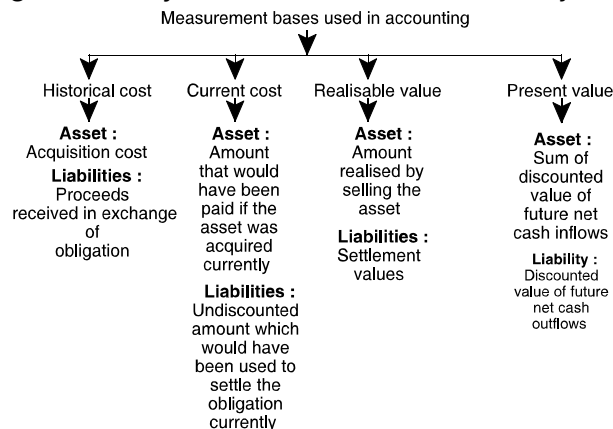 Measurement bases used in accounting
Historical cost
Asset :
Acquisition cost
Liabilities :
Proceeds
received in exchange
of
obligation
Current cost
Asset :
Amount
that would
have been
paid if the
asset was
acquired
currently
Liabilities :
Undiscounted
amount which
would have
been used to
settle the
obligation
currently
Realisable value
Asset :
Amount
realised by
selling the
asset
Liabilities :
Settlement
values
Present value
Asset :
Sum of
discounted
value of
future net
cash inflows
Liability :
Discounted
value of future
net cash
outflows